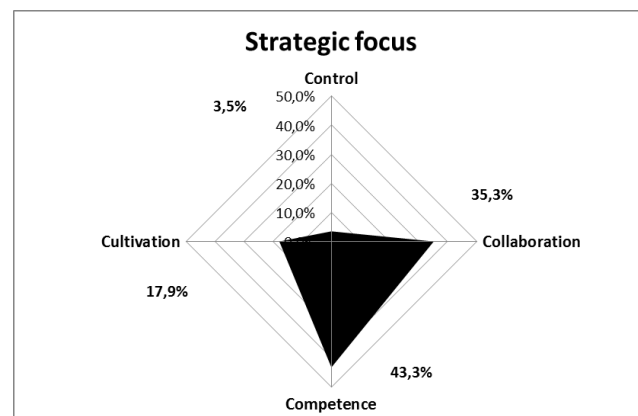 Strategic focus
Control
3,5%
50,0%
40,0%
30,0%
20,0%
10,0%
35,3%
Cultivation
Collaboration
17,9%
43,3%
Competence